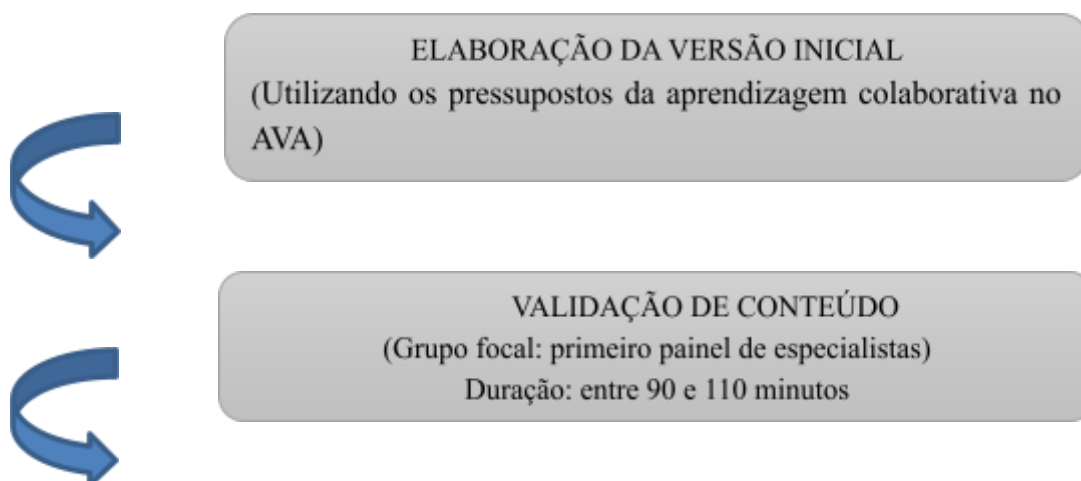 ELABORAÇÃO DA VERSÃO INICIAL
(Utilizando os pressupostos da aprendizagem colaborativa no
AVA)
VALIDAÇÃO DE CONTEÚDO
(Grupo focal: primeiro painel de especialistas)
Duração: entre 90 e 110 minutos